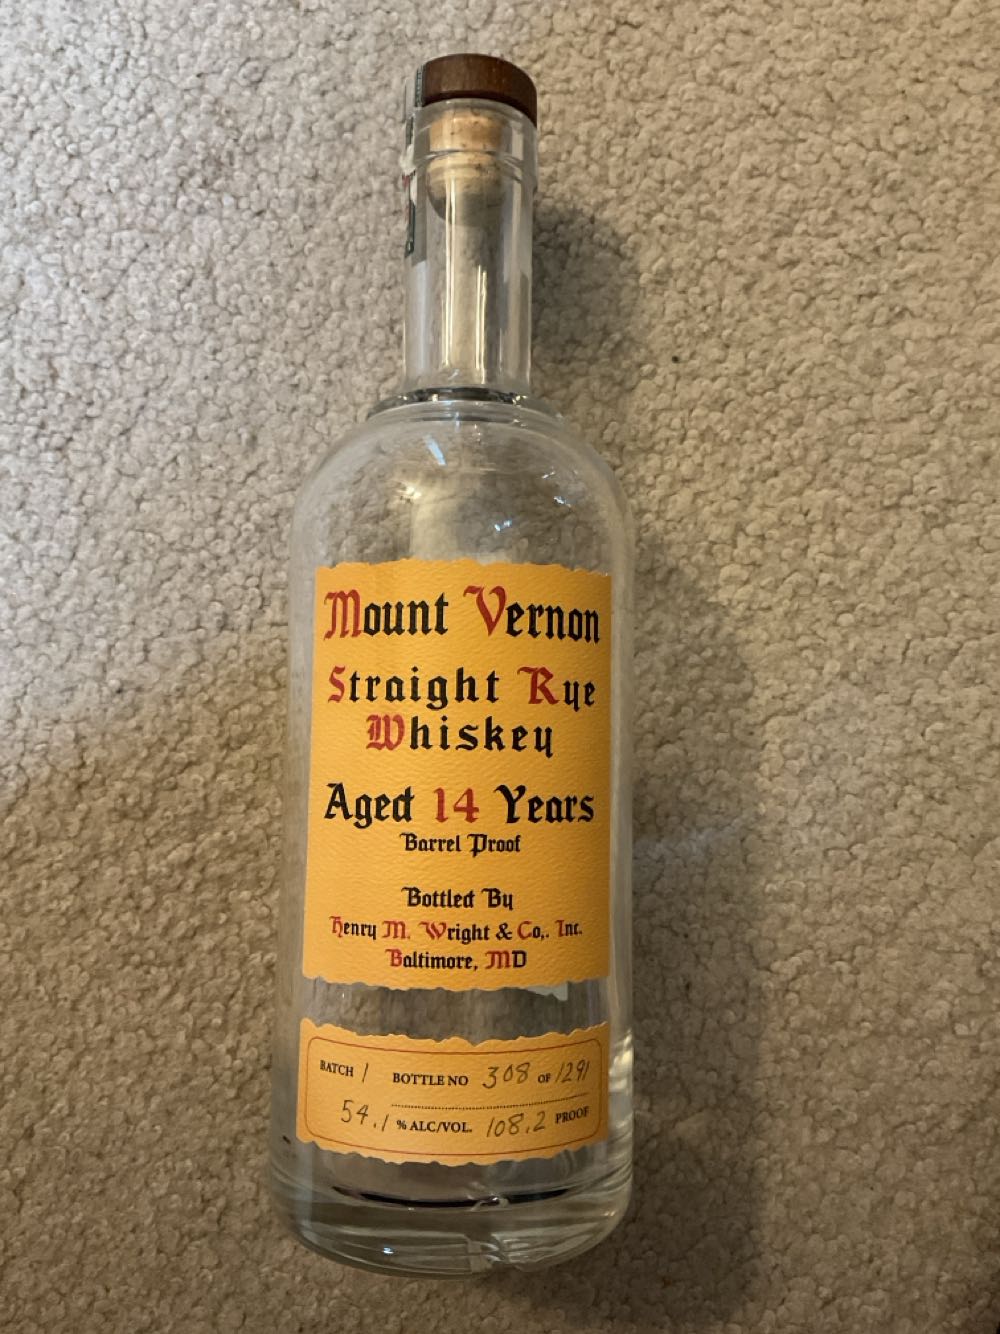 Mount Vernon
Straight Rye
Whiskey
Aged 14 Years
Barrel Proof
Bottled By
Henry M. Wright & Co,. Inc.
Baltimore, MD
BATCH 1 BOTTLE NO 308 OF 1291
54.1 % ALC/VOL. 108.2 PROOF